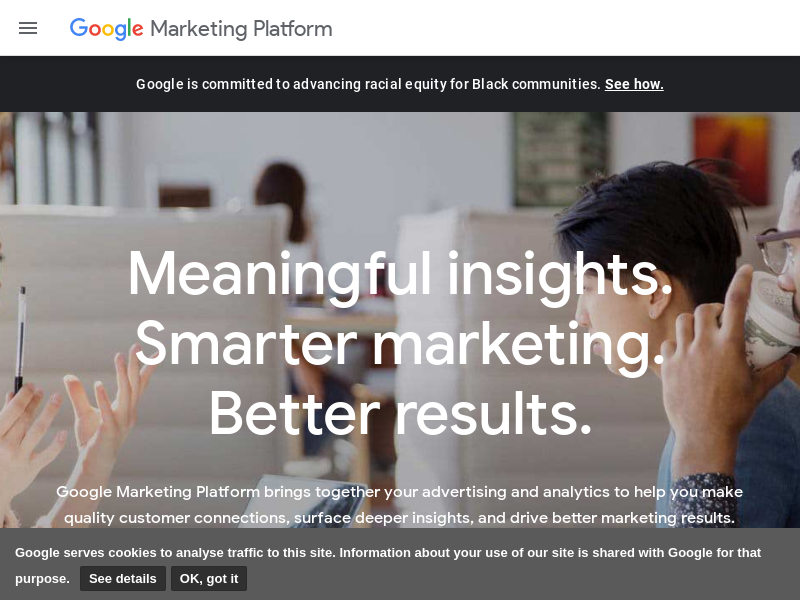 Google Marketing Platform
Google is committed to advancing racial equity for Black communities. See how.
Meaningful insights.
Smarter marketing.
Better results.
Google Marketing Platform brings together your advertising and analytics to help you make
quality customer connections, surface deeper insights, and drive better marketing results.
Google serves cookies to analyse traffic to this site. Information about your use of our site is shared with Google for that
purpose. See details OK, got it